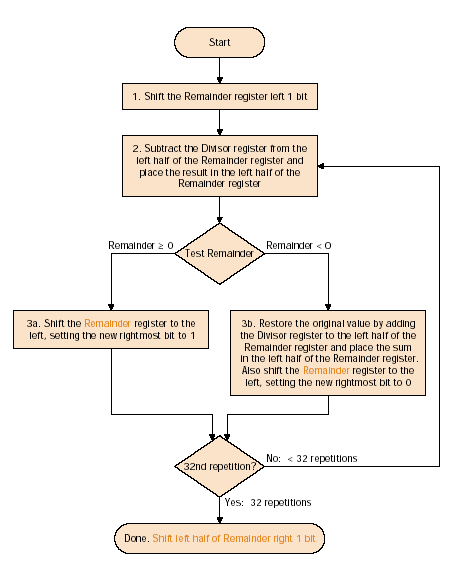 Start
1. Shift the Remainder register left 1 bit
2. Subtract the Divisor register from the
left half of the Remainder register and
place the result in the left half of the
Remainder register
Remainder ≥ 0
Test Remainder
Remainder < 0
3a. Shift the Remainder register to the
left, setting the new rightmost bit to 1
3b. Restore the original value by adding
the Divisor register to the left half of the
Remainder register and place the sum
in the left half of the Remainder register.
Also shift the Remainder register to the
left, setting the new rightmost bit to 0
32nd repetition?
No: < 32 repetitions
Yes: 32 repetitions
Done. Shift left half of Remainder right 1 bit